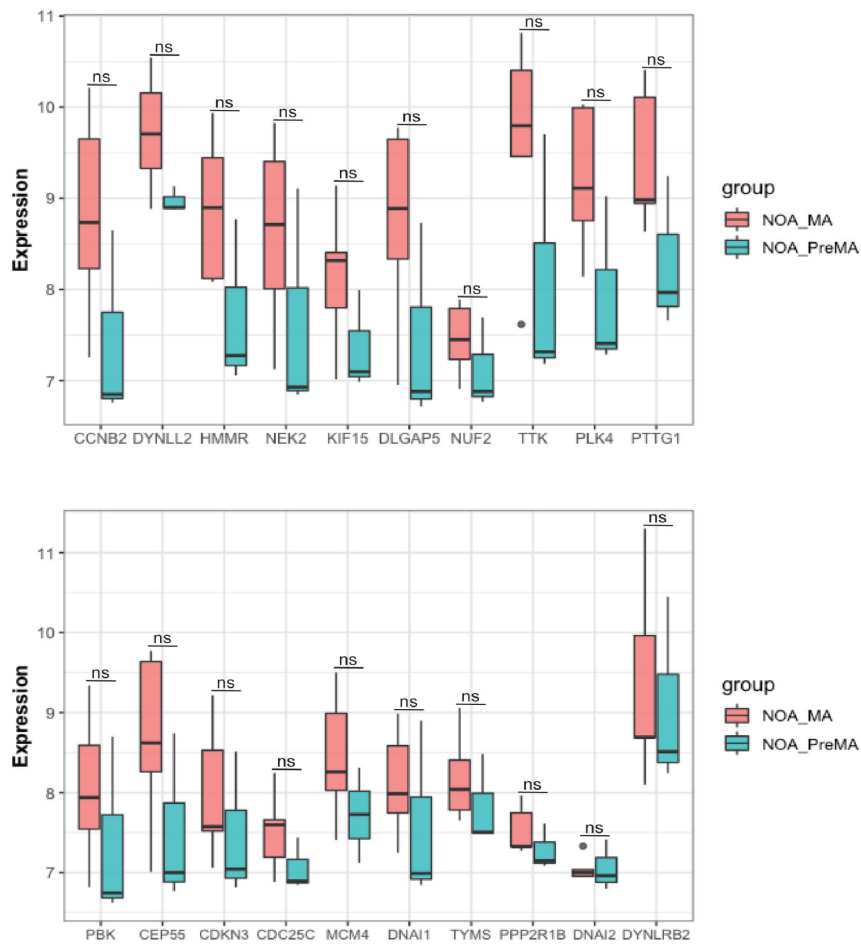 11
ns
ns
ns
ns
ns
ns
ns
ns
ns
ns
10
9
8
7
Expression
CCNB2 DYNLL2 HMMR NEK2 KIF15 DLGAP5 NUF2 TTK PLK4 PTTG1
group
NOA_MA
NOA_PreMA
11
10
9
8
7
ns
ns
ns
ns
ns
ns
ns
ns
ns
ns
Expression
PBK CEP55 CDKN3 CDC25C MCM4 DNAI1 TYMS PPP2R1B DNAI2 DYNLRB2
group
NOA_MA
NOA_PreMA